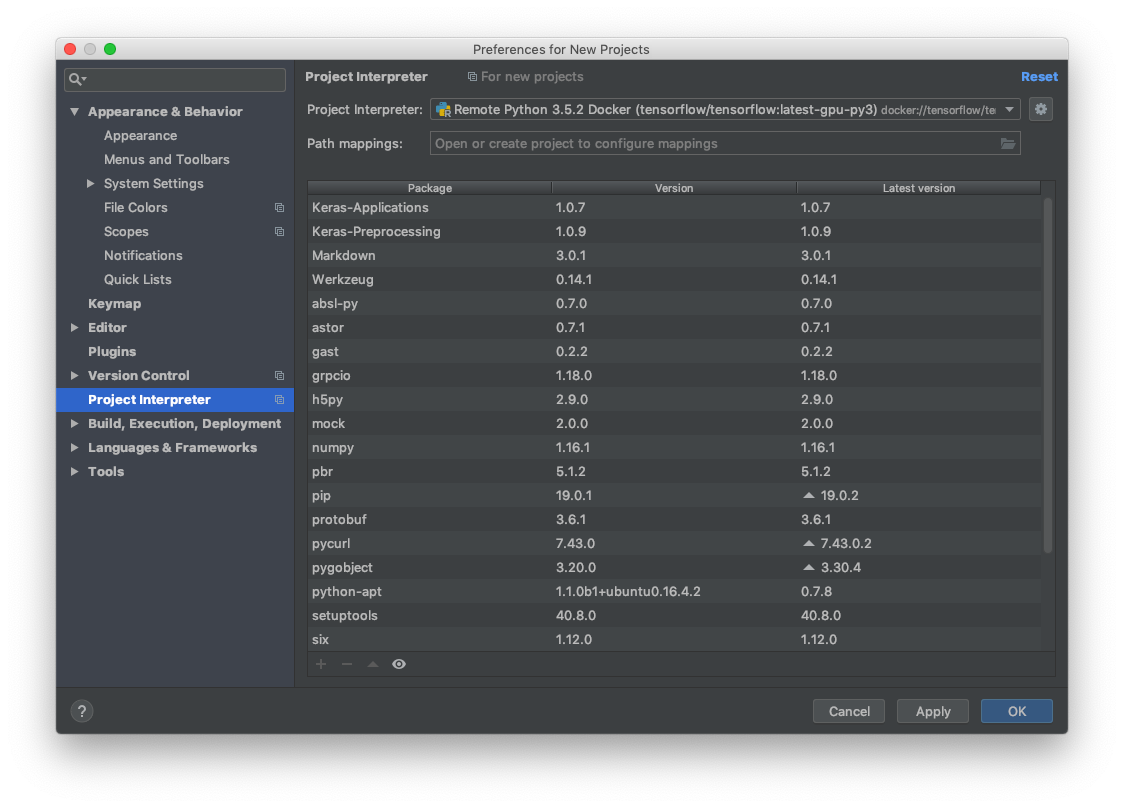 Preferences for New Projects
Appearance & Behavior
Appearance
Menus and Toolbars
System Settings
File Colors
Scopes
Notifications
Quick Lists
Keymap
Editor
Plugins
Version Control
Project Interpreter
Build, Execution, Deployment
Languages & Frameworks
Tools
Project Interpreter For new projects Reset
Project Interpreter: Remote Python 3.5.2 Docker (tensorflow/tensorflow:latest-gpu-py3) docker://tensorflow/te
Path mappings: Open or create project to configure mappings
Package Version Latest version
Keras-Applications 1.0.7 1.0.7
Keras-Preprocessing 1.0.9 1.0.9
Markdown 3.0.1 3.0.1
Werkzeug 0.14.1 0.14.1
absl-py 0.7.0 0.7.0
astor 0.7.1 0.7.1
gast 0.2.2 0.2.2
grpcio 1.18.0 1.18.0
h5py 2.9.0 2.9.0
mock 2.0.0 2.0.0
numpy 1.16.1 1.16.1
pbr 5.1.2 5.1.2
pip 19.0.1 19.0.2
protobuf 3.6.1 3.6.1
pycurl 7.43.0 7.43.0.2
pygobject 3.20.0 3.30.4
python-apt 1.1.0b1+ubuntu0.16.4.2 0.7.8
setuptools 40.8.0 40.8.0
six 1.12.0 1.12.0
? Cancel Apply OK